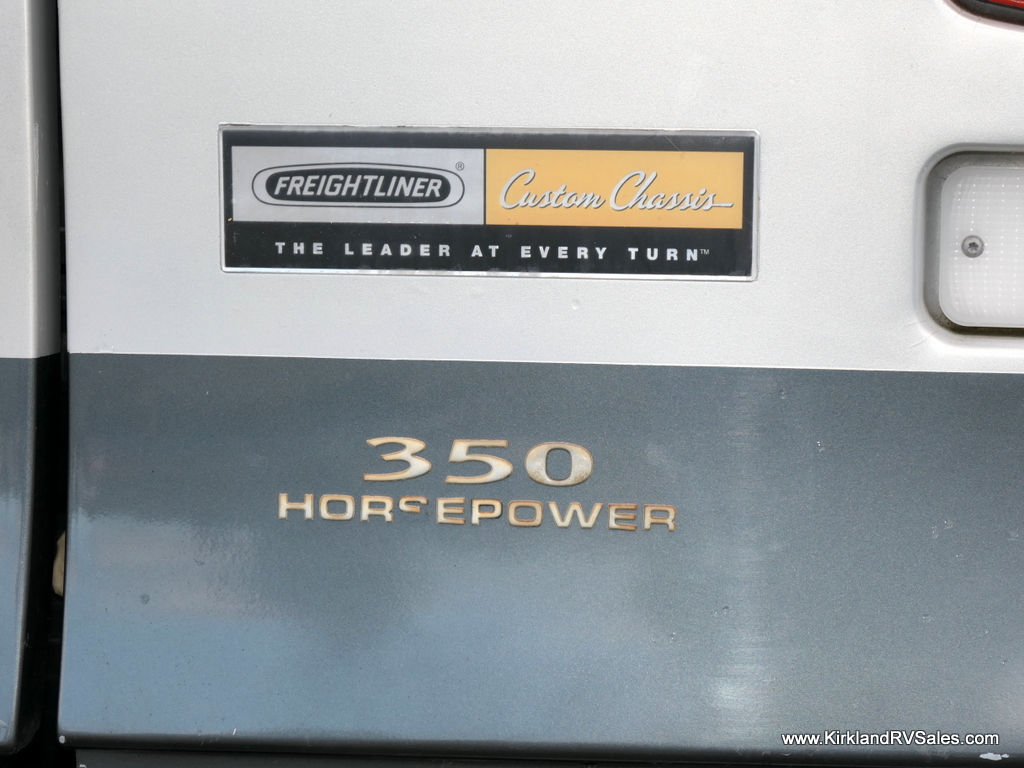 FREIGHTLINER® Custom Chassis
THE LEADER AT EVERY TURN™
350
HORSEPOWER
www.KirklandRVSales.com